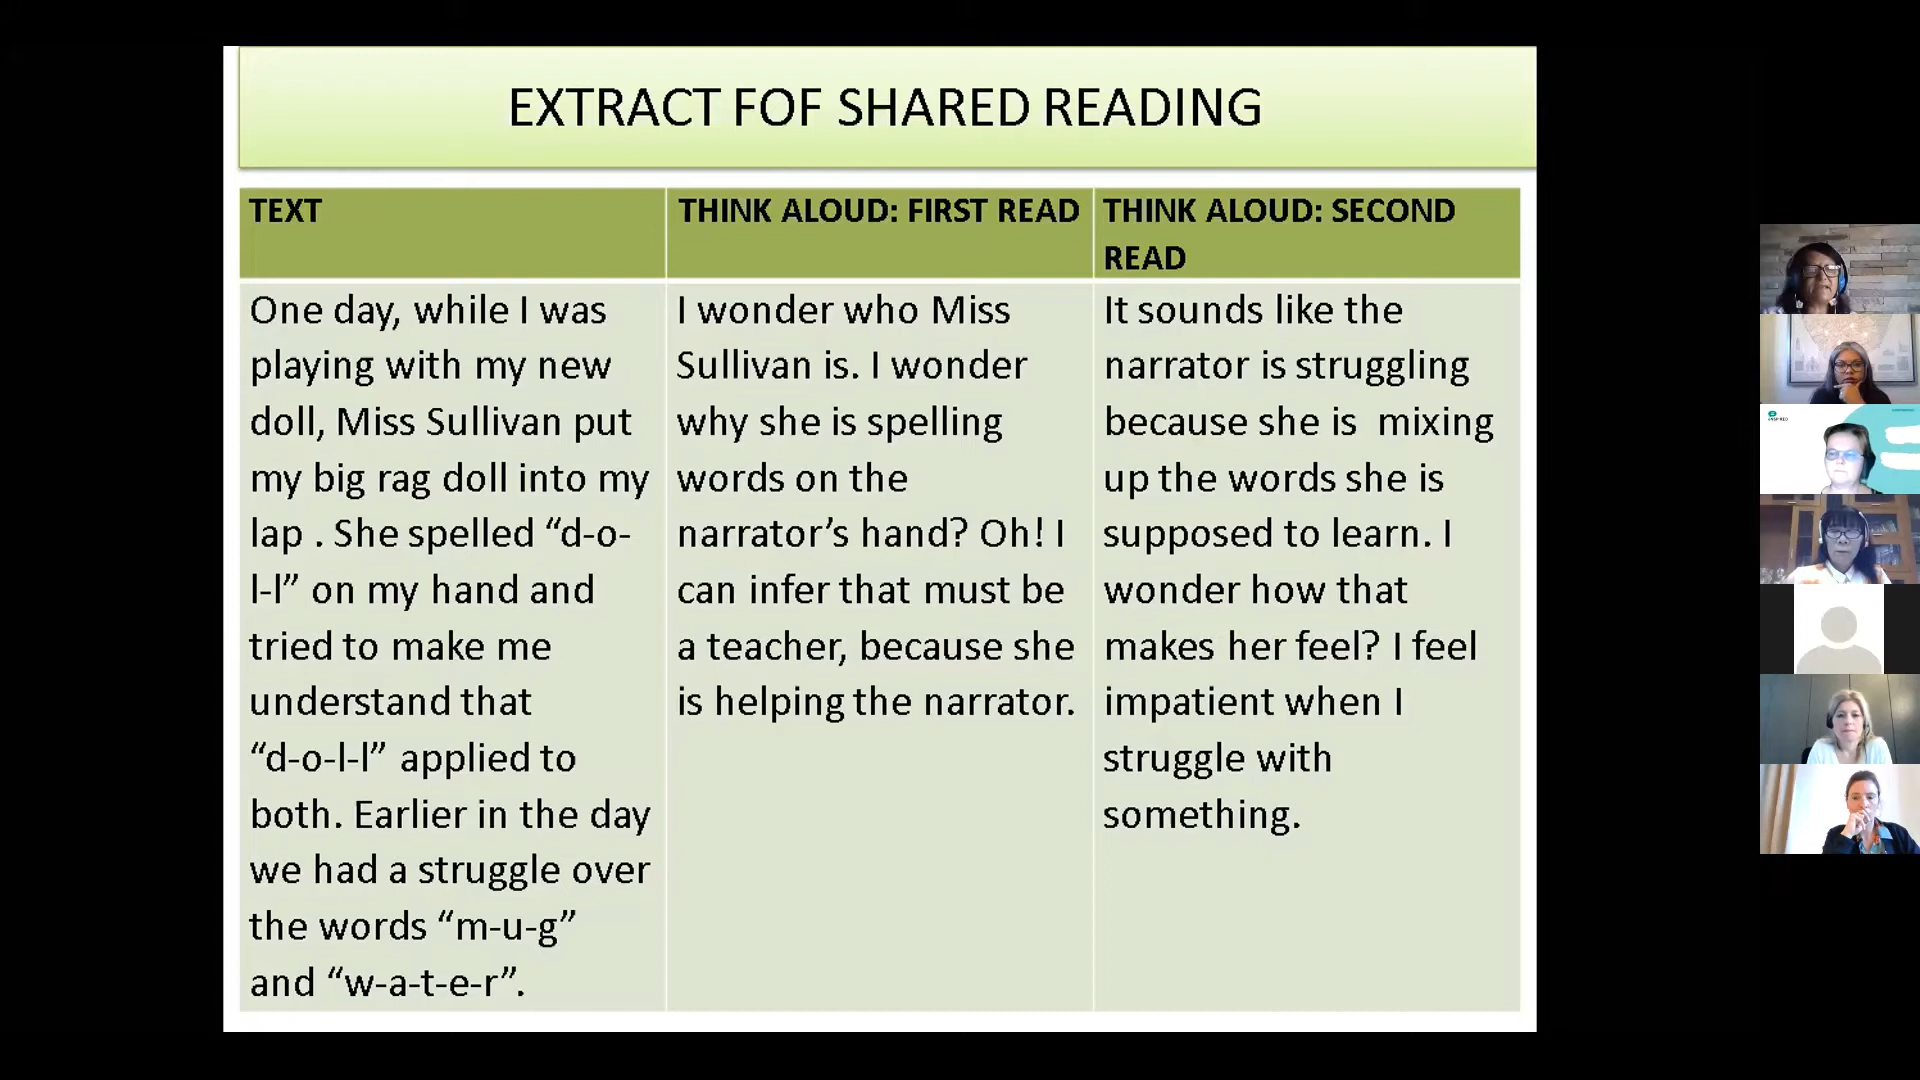 EXTRACT FOF SHARED READING
TEXT
THINK ALOUD: FIRST READ
THINK ALOUD: SECOND
READ
One day, while I was
playing with my new
doll, Miss Sullivan put
my big rag doll into my
lap . She spelled “d-o-
l-l” on my hand and
tried to make me
understand that
“d-o-l-l” applied to
both. Earlier in the day
we had a struggle over
the words “m-u-g”
and “w-a-t-e-r”.
I wonder who Miss
Sullivan is. I wonder
why she is spelling
words on the
narrator’s hand? Oh! I
can infer that must be
a teacher, because she
is helping the narrator.
It sounds like the
narrator is struggling
because she is  mixing
up the words she is
supposed to learn. I
wonder how that
makes her feel? I feel
impatient when I
struggle with
something.